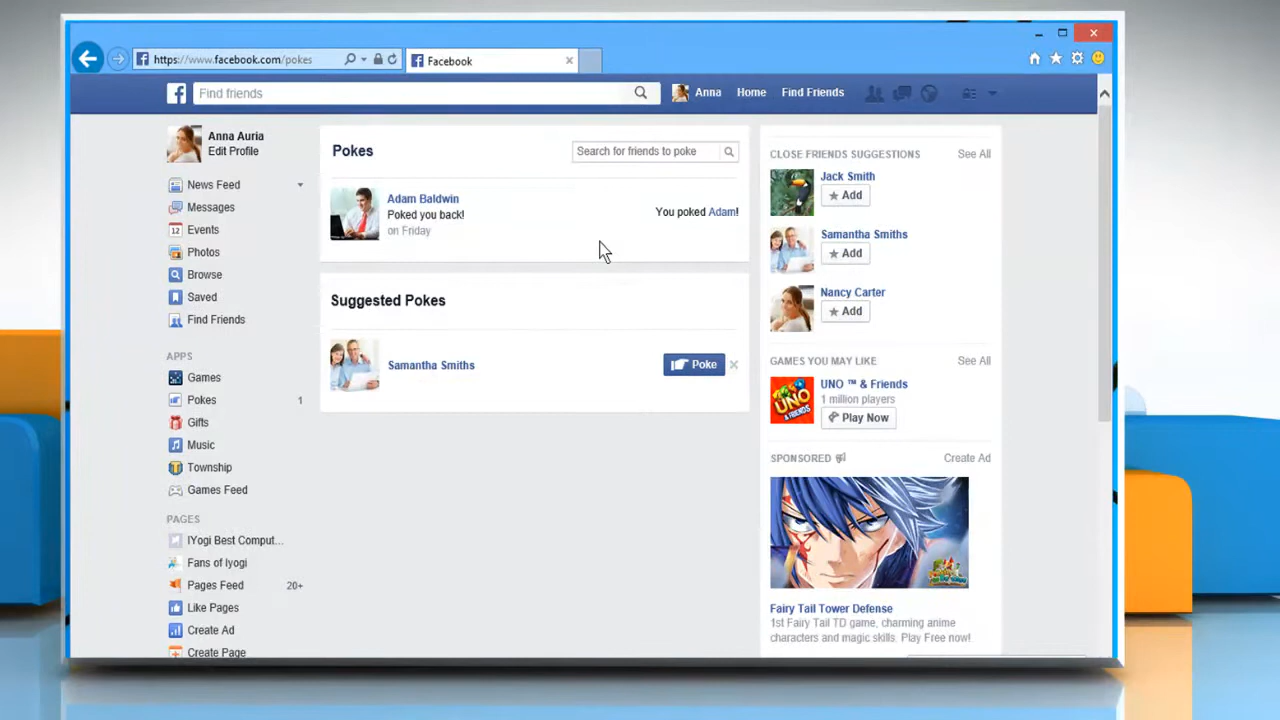 https://www.facebook.com/pokes
Facebook
Find friends
Anna
Home
Find Friends
Anna Auria
Edit Profile
News Feed
Messages
12
Events
Photos
Browse
Saved
Find Friends
APPS
Games
Pokes 1
Gifts
Music
Township
Games Feed
PAGES
IYogi Best Comput...
Fans of Iyogi
Pages Feed 20+
Like Pages
Create Ad
Create Page
Pokes
Search for friends to poke
Adam Baldwin
Poked you back!
on Friday
You poked Adam!
Suggested Pokes
Samantha Smiths
Poke
CLOSE FRIENDS SUGGESTIONS See All
Jack Smith
Add
Samantha Smiths
Add
Nancy Carter
Add
GAMES YOU MAY LIKE See All
UNO
& FRIENDS
UNO ™ & Friends
1 million players
Play Now
SPONSORED Create Ad
Fairy Tail Tower Defense
1st Fairy Tail TD game, charming anime
characters and magic skills. Play Free now!